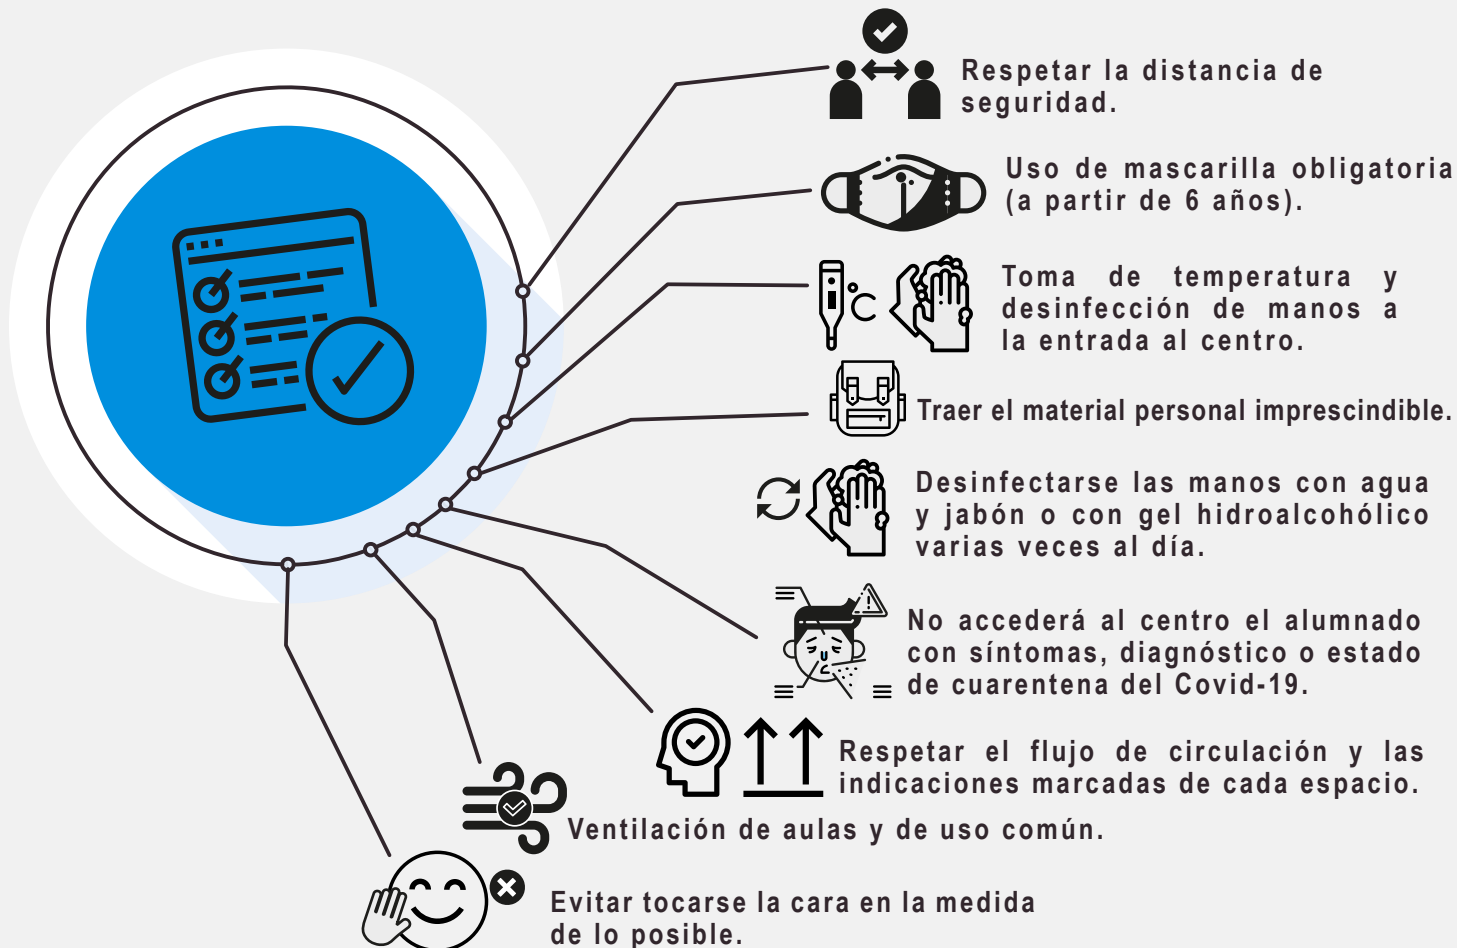 Respetar la distancia de
seguridad.
Uso de mascarilla obligatoria
(a partir de 6 años).
Toma de temperatura y
desinfección de manos a
la entrada al centro.
°C
Traer el material personal imprescindible.
Desinfectarse las manos con agua
y jabón o con gel hidroalcohólico
varias veces al día.
No accederá al centro el alumnado
con síntomas, diagnóstico o estado
de cuarentena del Covid-19.
Respetar el flujo de circulación y las
indicaciones marcadas de cada espacio.
Ventilación de aulas y de uso común.
Evitar tocarse la cara en la medida
de lo posible.